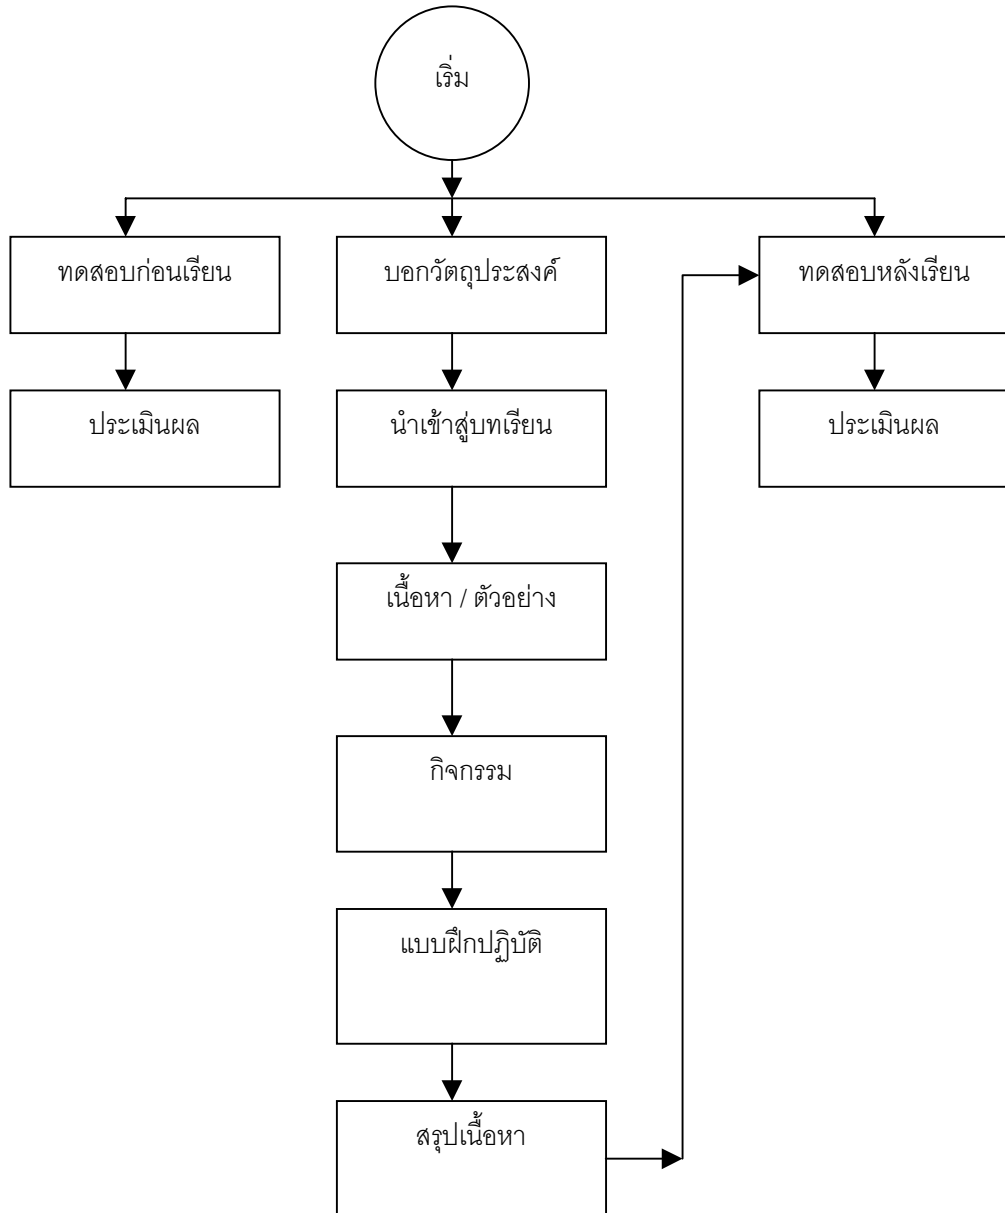 เริ่ม
ทดสอบก่อนเรียน
บอกวัตถุประสงค์
ทดสอบหลังเรียน
ประเมินผล
นำเข้าสู่บทเรียน
ประเมินผล
เนื้อหา / ตัวอย่าง
กิจกรรม
แบบฝึกปฏิบัติ
สรุปเนื้อหา